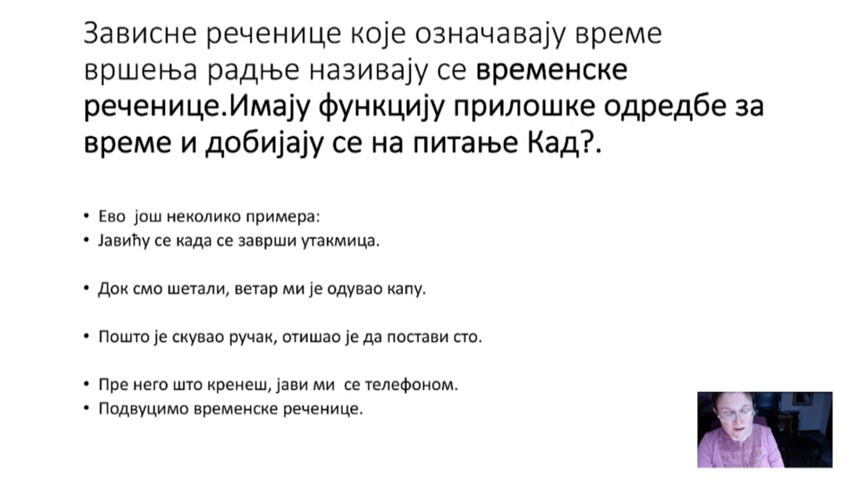 Зависне реченице које означавају време
вршења радње називају се временске
реченице.Имају функцију прилошке одредбе за
време и добијају се на питање Кад?.
• Ево још неколико примера:
• Јавићу се када се заврши утакмица.
• Док смо шетали, ветар ми је одувао капу.
• Пошто је скувао ручак, отишао је да постави сто.
• Пре него што кренеш, јави ми се телефоном.
• Подвуцимо временске реченице.